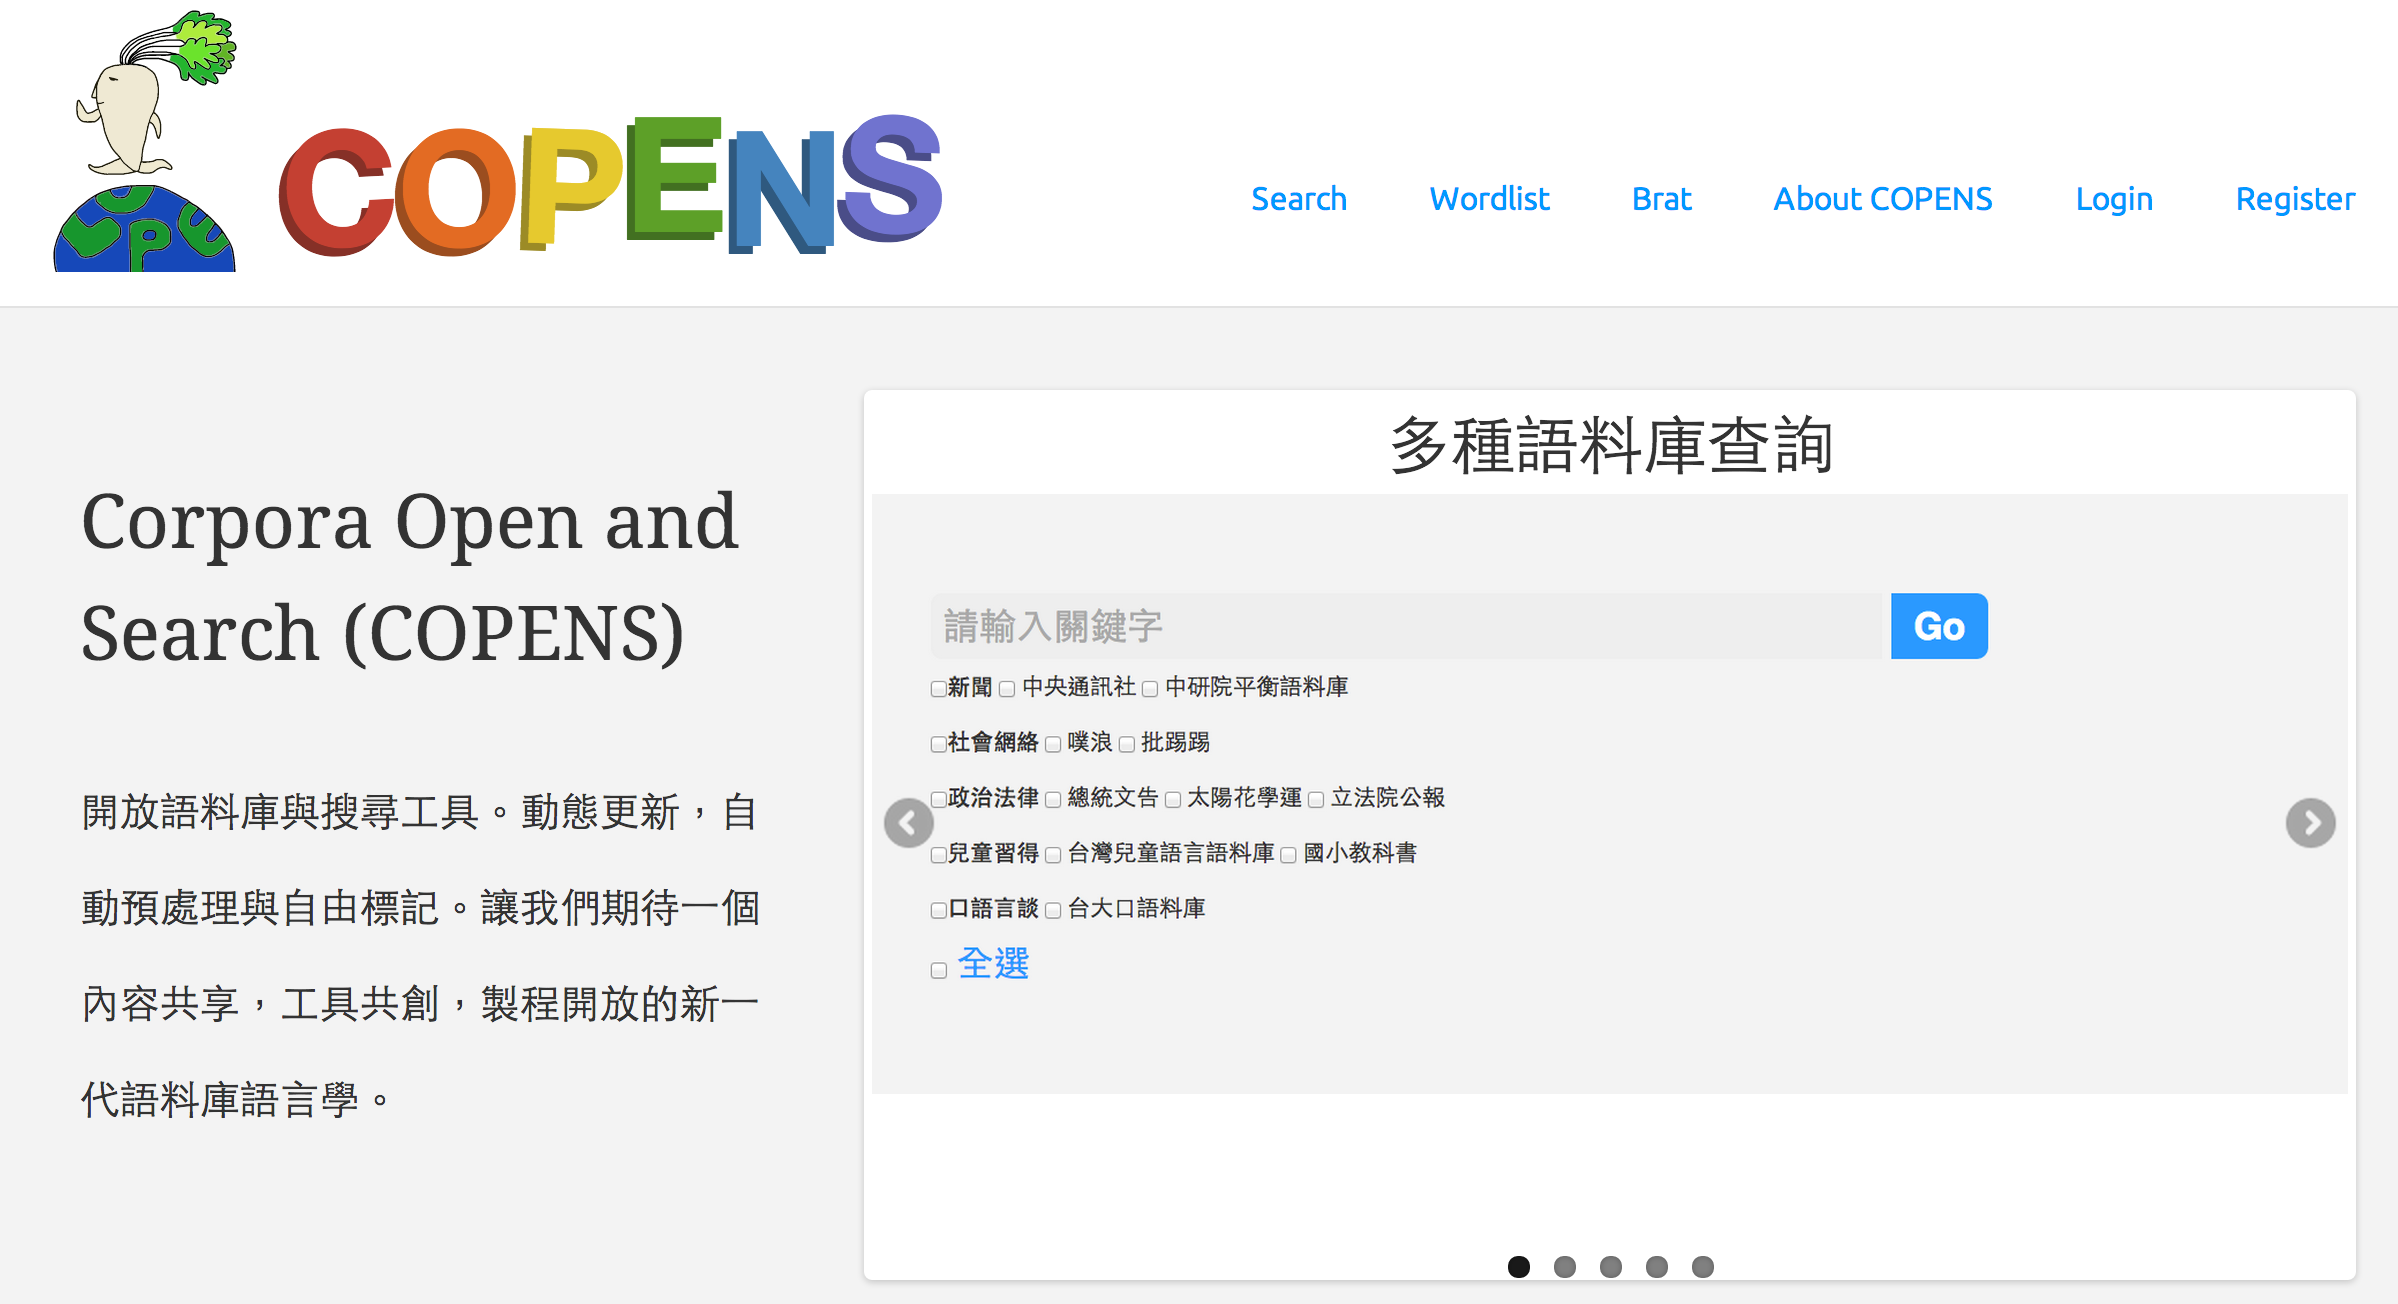 COPENS
Search Wordlist Brat About COPENS Login Register
Corpora Open and
Search (COPENS)
開放語料庫與搜尋工具。動態更新，自
動預處理與自由標記。讓我們期待一個
內容共享，工具共創，製程開放的新一
代語料庫語言學。
多種語料庫查詢
請輸入關鍵字 Go
新聞 中央通訊社 中研院平衡語料庫
社會網絡 噗浪 批踢踢
政治法律 總統文告 太陽花學運 立法院公報
兒童習得 台灣兒童語言語料庫 國小教科書
口語言談 台大口語料庫
全選